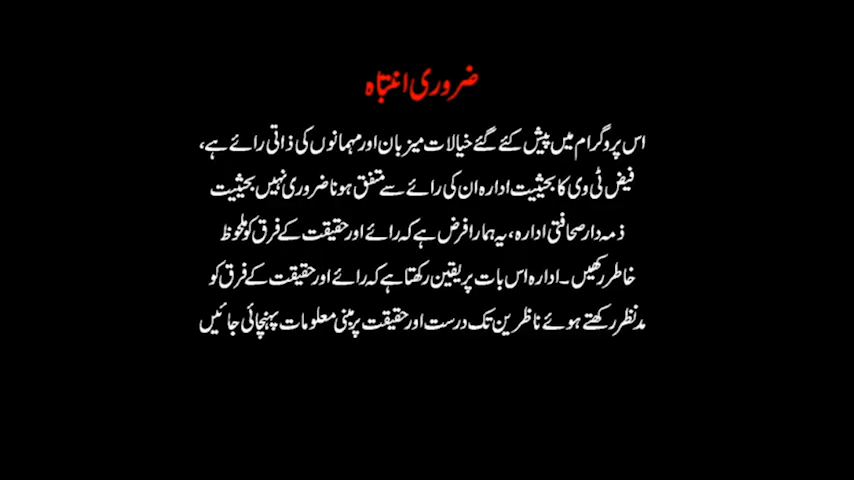 ضروری انتباہ
اس پروگرام میں پیش کئے گئے خیالات میزبان اور مہمانوں کی ذاتی رائے ہے،
فیض ٹی وی کا بحیثیت ادارہ ان کی رائے سے متفق ہونا ضروری نہیں بحیثیت
ذمہ دار صحافتی ادارہ، یہ ہمارا فرض ہے کہ رائے اور حقیقت کے فرق کو ملحوظ
خاطر رکھیں۔ ادارہ اس بات پر یقین رکھتا ہے کہ رائے اور حقیقت کے فرق کو
مدنظر رکھتے ہوئے ناظرین تک درست اور حقیقت پر مبنی معلومات پہنچائی جائیں